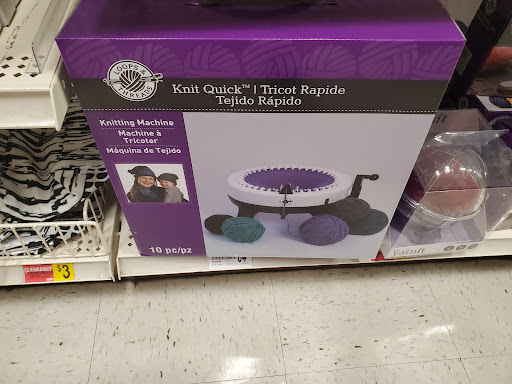 LOOPS &
THREADS
Knit Quick™ | Tricot Rapide
Tejido Rápido
Knitting Machine
Machine à
Tricoter
Máquina de Tejido
10 pc/pz
CLEARANCE
$3